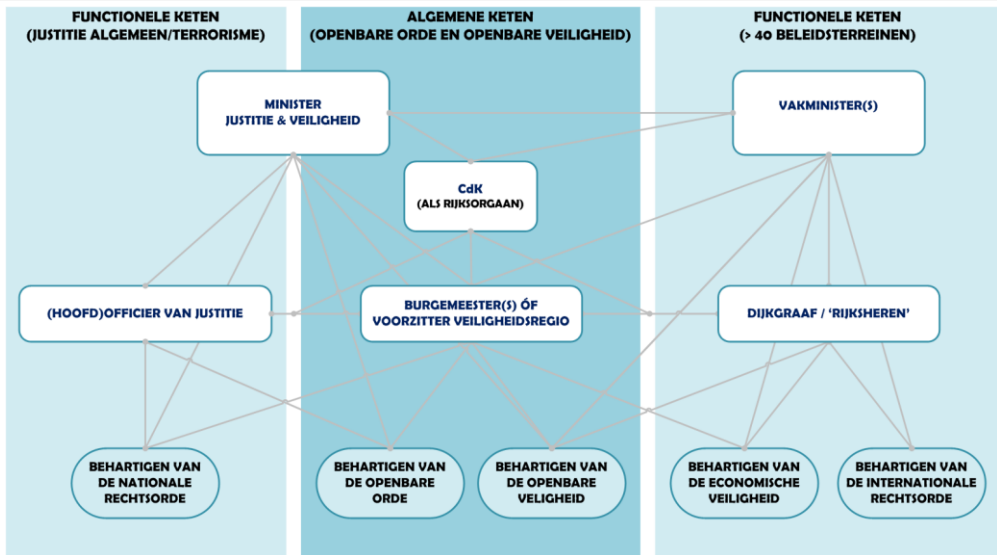 FUNCTIONELE KETEN
(JUSTITIE ALGEMEEN/TERRORISME)
ALGEMENE KETEN
(OPENBARE ORDE EN OPENBARE VEILIGHEID)
FUNCTIONELE KETEN
(> 40 BELEIDSTERREINEN)
MINISTER
JUSTITIE & VEILIGHEID
VAKMINISTER(S)
CdK
(ALS RIJKSORGAAN)
(HOOFD)OFFICIER VAN JUSTITIE
BURGEMEESTER(S) ÓF
VOORZITTER VEILIGHEIDSREGIO
DIJKGRAAF / ‘RIJKSHEREN’
BEHARTIGEN VAN
DE NATIONALE
RECHTSORDE
BEHARTIGEN VAN
DE OPENBARE
ORDE
BEHARTIGEN VAN
DE OPENBARE
VELIGHEID
BEHARTIGEN VAN
DE ECONOMISCHE
VEILIGHEID
BEHARTIGEN VAN
DE INTERNATIONALE
RECHTSORDE